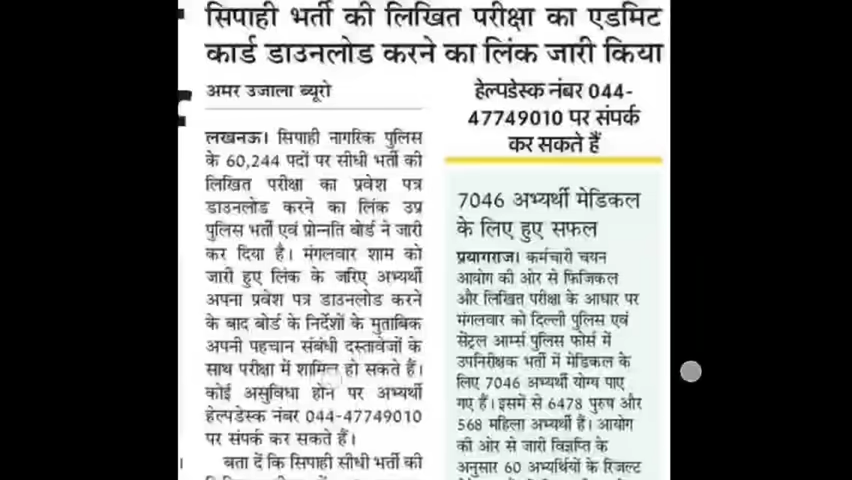 सिपाही भर्ती की लिखित परीक्षा का एडमिट
कार्ड डाउनलोड करने का लिंक जारी किया
अमर उजाला ब्यूरो
लखनऊ। सिपाही नागरिक पुलिस
के 60,244 पदों पर सीधी भर्ती की
लिखित परीक्षा का प्रवेश पत्र
डाउनलोड करने का लिंक उप्र
पुलिस भर्ती एवं प्रोन्नति बोर्ड ने जारी
कर दिया है। मंगलवार शाम को
जारी हुए लिंक के जरिए अभ्यर्थी
अपना प्रवेश पत्र डाउनलोड करने
के बाद बोर्ड के निर्देशों के मुताबिक
अपनी पहचान संबंधी दस्तावेजों के
साथ परीक्षा में शामिल हो सकते हैं।
कोई असुविधा होने पर अभ्यर्थी
हेल्पडेस्क नंबर 044-47749010
पर संपर्क कर सकते हैं।
बता दें कि सिपाही सीधी भर्ती की
हेल्पडेस्क नंबर 044-
47749010 पर संपर्क
कर सकते हैं
7046 अभ्यर्थी मेडिकल
के लिए हुए सफल
प्रयागराज। कर्मचारी चयन
आयोग की ओर से फिजिकल
और लिखित परीक्षा के आधार पर
मंगलवार को दिल्ली पुलिस एवं
सेंट्रल आर्म्स पुलिस फोर्स में
उपनिरीक्षक भर्ती में मेडिकल के
लिए 7046 अभ्यर्थी योग्य पाए
गए हैं। इसमें से 6478 पुरुष और
568 महिला अभ्यर्थी हैं। आयोग
की ओर से जारी विज्ञप्ति के
अनुसार 60 अभ्यर्थियों के रिजल्ट